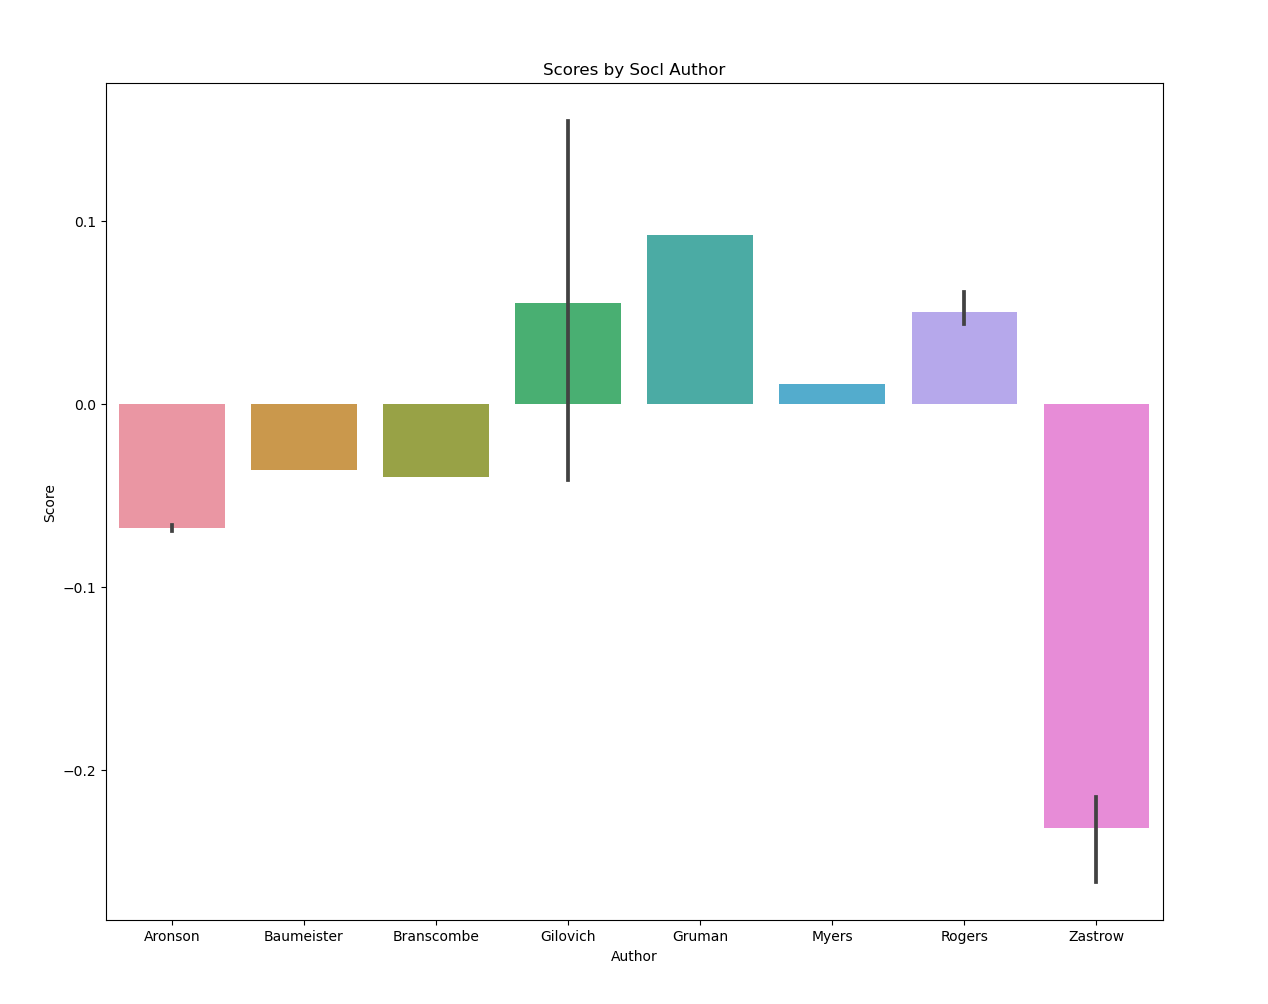 Scores by Socl Author
Score
0.1
0.0
−0.1
−0.2
Aronson Baumeister Branscombe Gilovich Gruman Myers Rogers Zastrow
Author